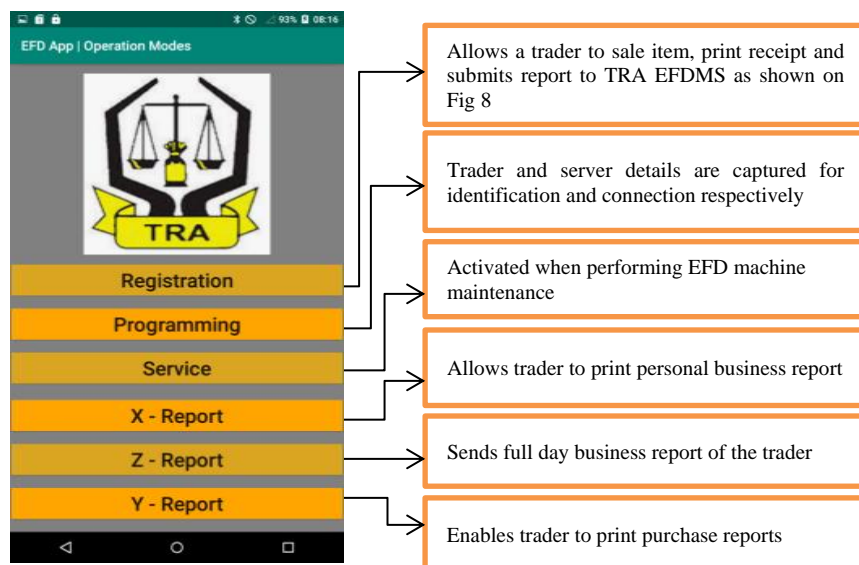 93% 08:16
EFD App | Operation Modes
TRA
Registration
Programming
Service
X - Report
Z - Report
Y - Report
Allows a trader to sale item, print receipt and
submits report to TRA EFDMS as shown on
Fig 8
Trader and server details are captured for
identification and connection respectively
Activated when performing EFD machine
maintenance
Allows trader to print personal business report
Sends full day business report of the trader
Enables trader to print purchase reports